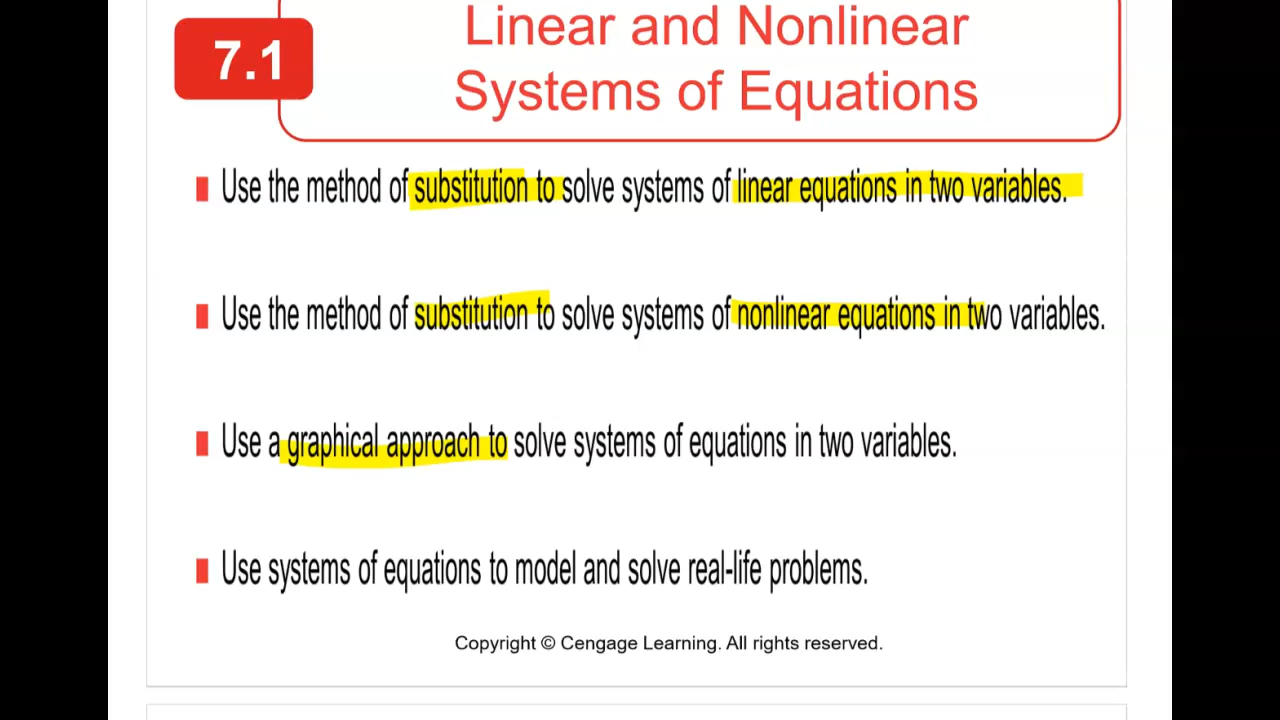 7.1
Linear and Nonlinear
Systems of Equations
Use the method of substitution to solve systems of linear equations in two variables.
Use the method of substitution to solve systems of nonlinear equations in two variables.
Use a graphical approach to solve systems of equations in two variables.
Use systems of equations to model and solve real-life problems.
Copyright © Cengage Learning. All rights reserved.